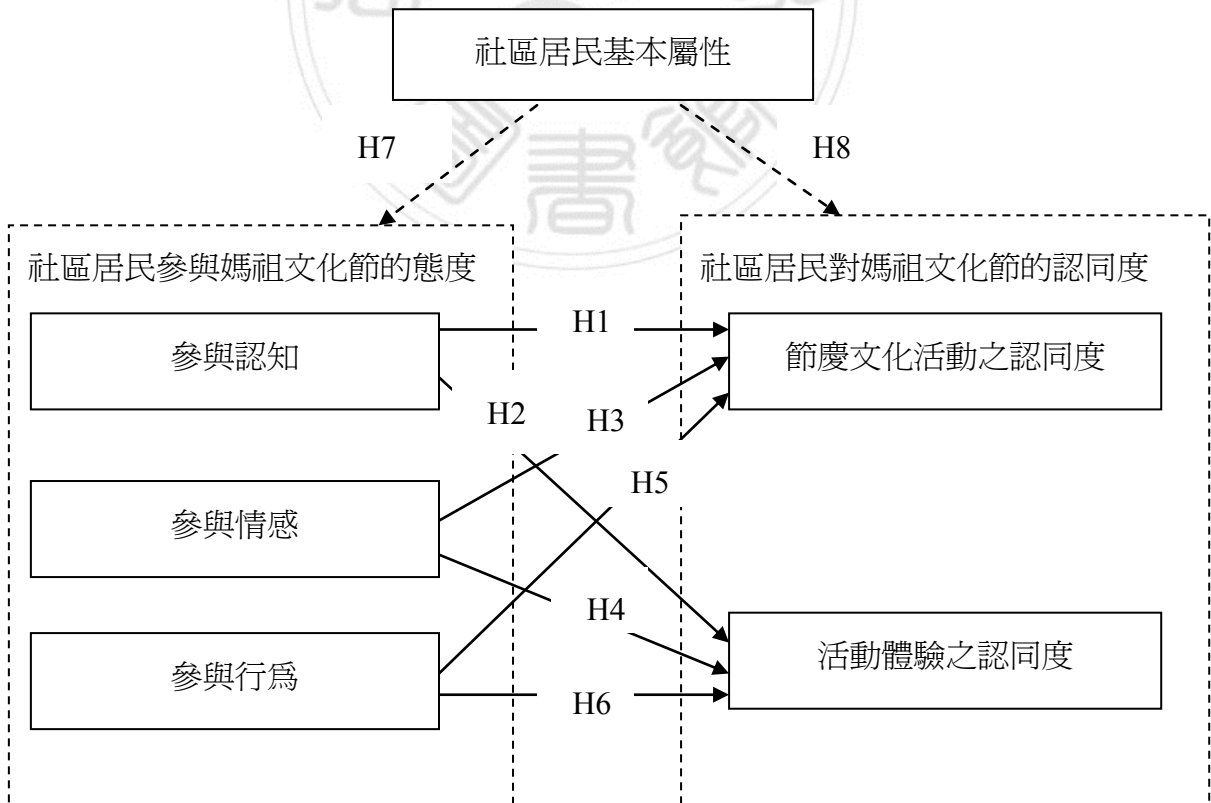 社區居民基本屬性
H7
H8
社區居民參與媽祖文化節的態度
社區居民對媽祖文化節的認同度
參與認知
H1
節慶文化活動之認同度
H2
H3
H5
參與情感
H4
活動體驗之認同度
參與行為
H6
書